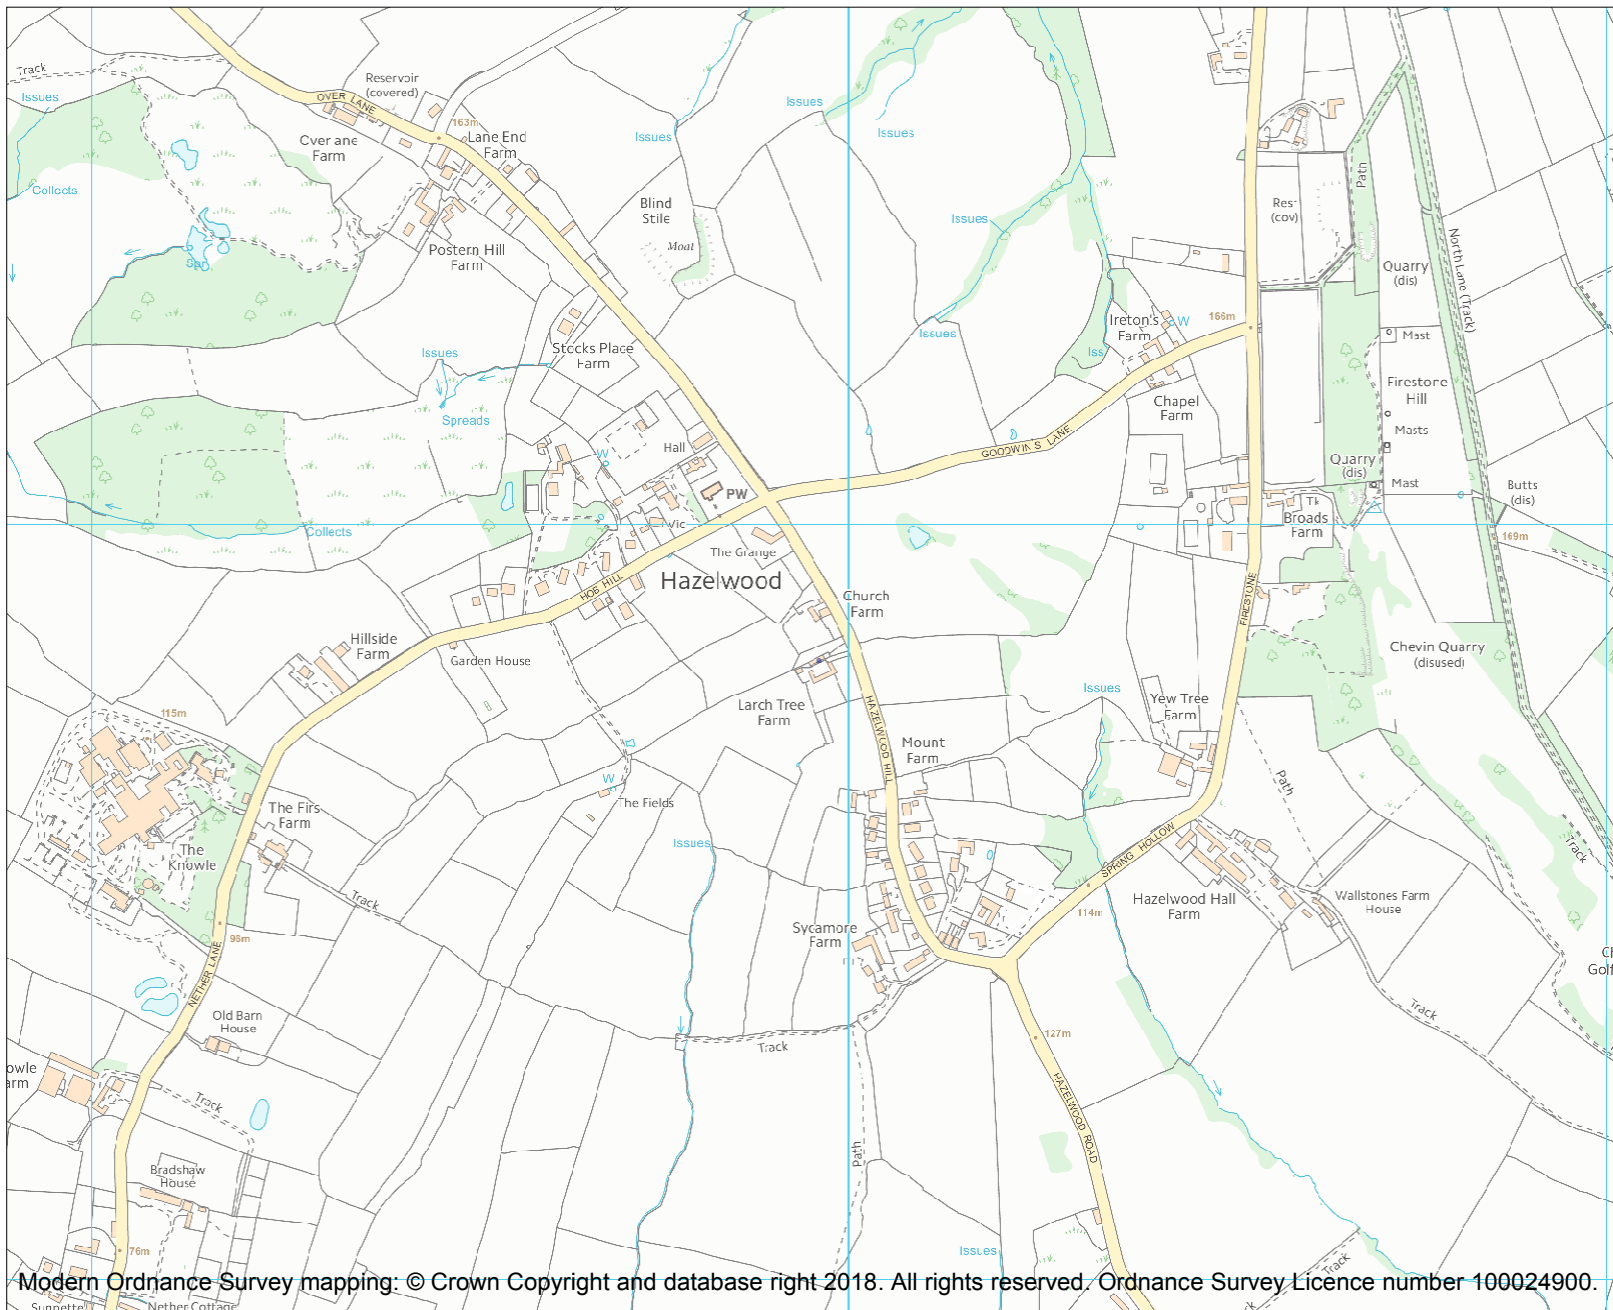 Track
Issues
Reservoir
(covered)
OVER LANE
163m
Farm
Lane End
Farm
Issues
Issues
Issues
Collects
Blind
Stile
Moat
Issues
Postern Hill
Farm
Path
(cov)
North Lane (Track)
Quarry
(dis)
Issues
Ireton's
Farm
W
166m
Iss
Mast
Issues
Stocks Place
Farm
Spreads
Firestone
Hill
Chapel
Farm
Masts
GOODWIN'S LANE
Hall
W
PW
Quarry
(dis)
Mast
Butts
(dis)
Tk
Broads
Farm
169m
Collects
Vic
The Grange
Hazelwood
HOB HILL
Church
Farm
FIRESTONE
Hillside
Farm
Garden House
Chevin Quarry
(disused)
Issues
Larch Tree
Farm
Yew Tree
Farm
115m
HAZELWOOD HILL
Mount
Farm
W
The Fields
Path
The Firs
Farm
The
Knowle
Issues
SPRING HOLLOW
Track
Track
114m
Hazelwood Hall
Farm
Wallstones Farm
House
Sycamore
Farm
96m
NETHER LANE
Old Barn
House
Track
127m
Track
HAZELWOOD ROAD
Track
Path
Bradshaw
House
76m
Issues
Track
Modern Ordnance Survey mapping: © Crown Copyright and database right 2018. All rights reserved. Ordnance Survey Licence number 100024900.
Nether Cottage